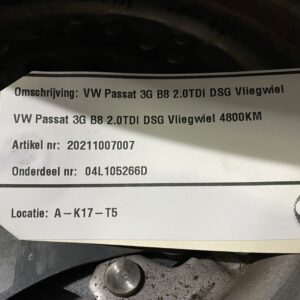 Omschrijving: VW Passat 3G B8 2.0TDI DSG Vliegwiel
VW Passat 3G B8 2.0TDI DSG Vliegwiel 4800KM
Artikel nr: 20211007007
Onderdeel nr: 04L105266D
Locatie: A-K17-T5